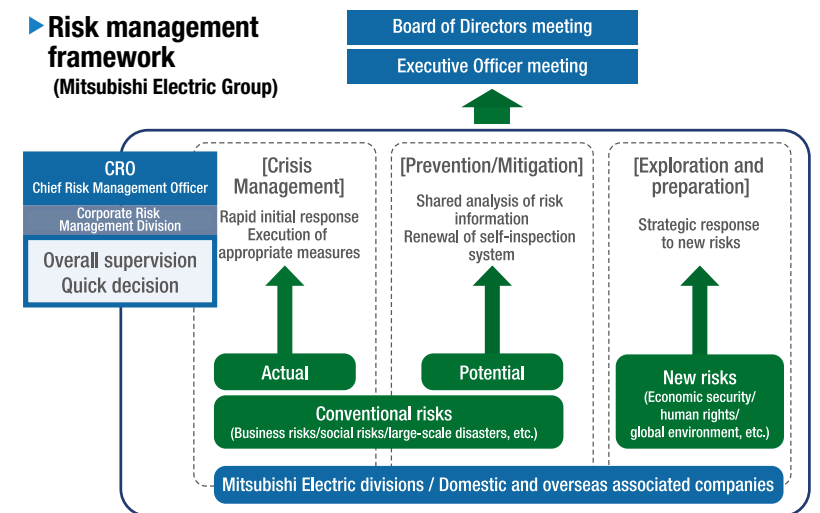 Risk management
framework
(Mitsubishi Electric Group)
Board of Directors meeting
Executive Officer meeting
CRO
Chief Risk Management Officer
Corporate Risk
Management Division
Overall supervision
Quick decision
[Crisis
Management]
Rapid initial response
Execution of
appropriate measures
[Prevention/Mitigation]
Shared analysis of risk
information
Renewal of self-inspection
system
[Exploration and
preparation]
Strategic response
to new risks
Actual
Potential
Conventional risks
(Business risks/social risks/large-scale disasters, etc.)
New risks
(Economic security/
human rights/
global environment, etc.)
Mitsubishi Electric divisions / Domestic and overseas associated companies